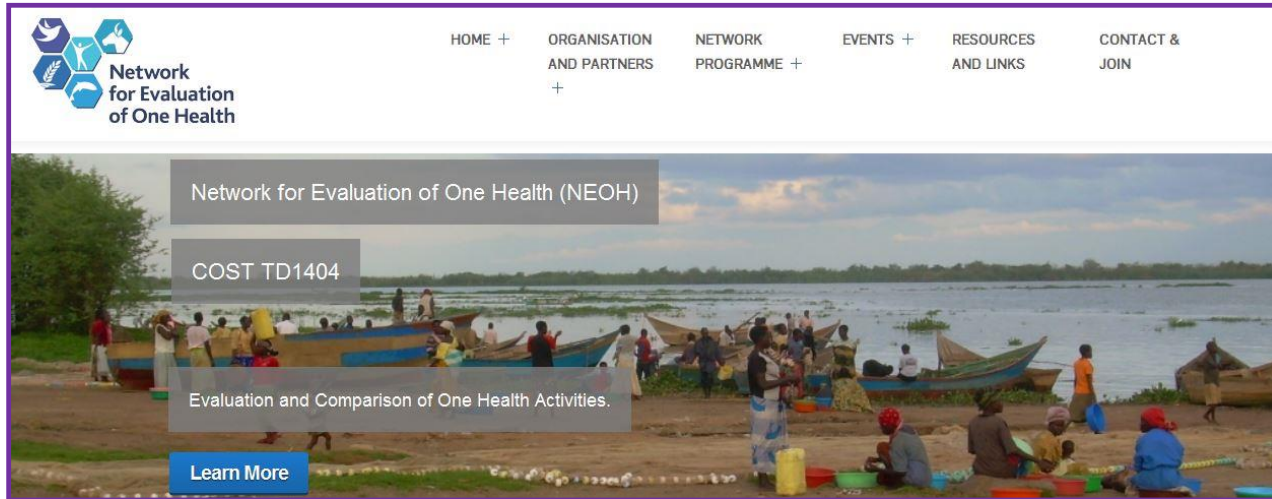 Network
for Evaluation
of One Health
HOME +
ORGANISATION
AND PARTNERS
+
NETWORK
PROGRAMME +
EVENTS +
RESOURCES
AND LINKS
CONTACT &
JOIN
Network for Evaluation of One Health (NEOH)
COST TD1404
Evaluation and Comparison of One Health Activities.
Learn More